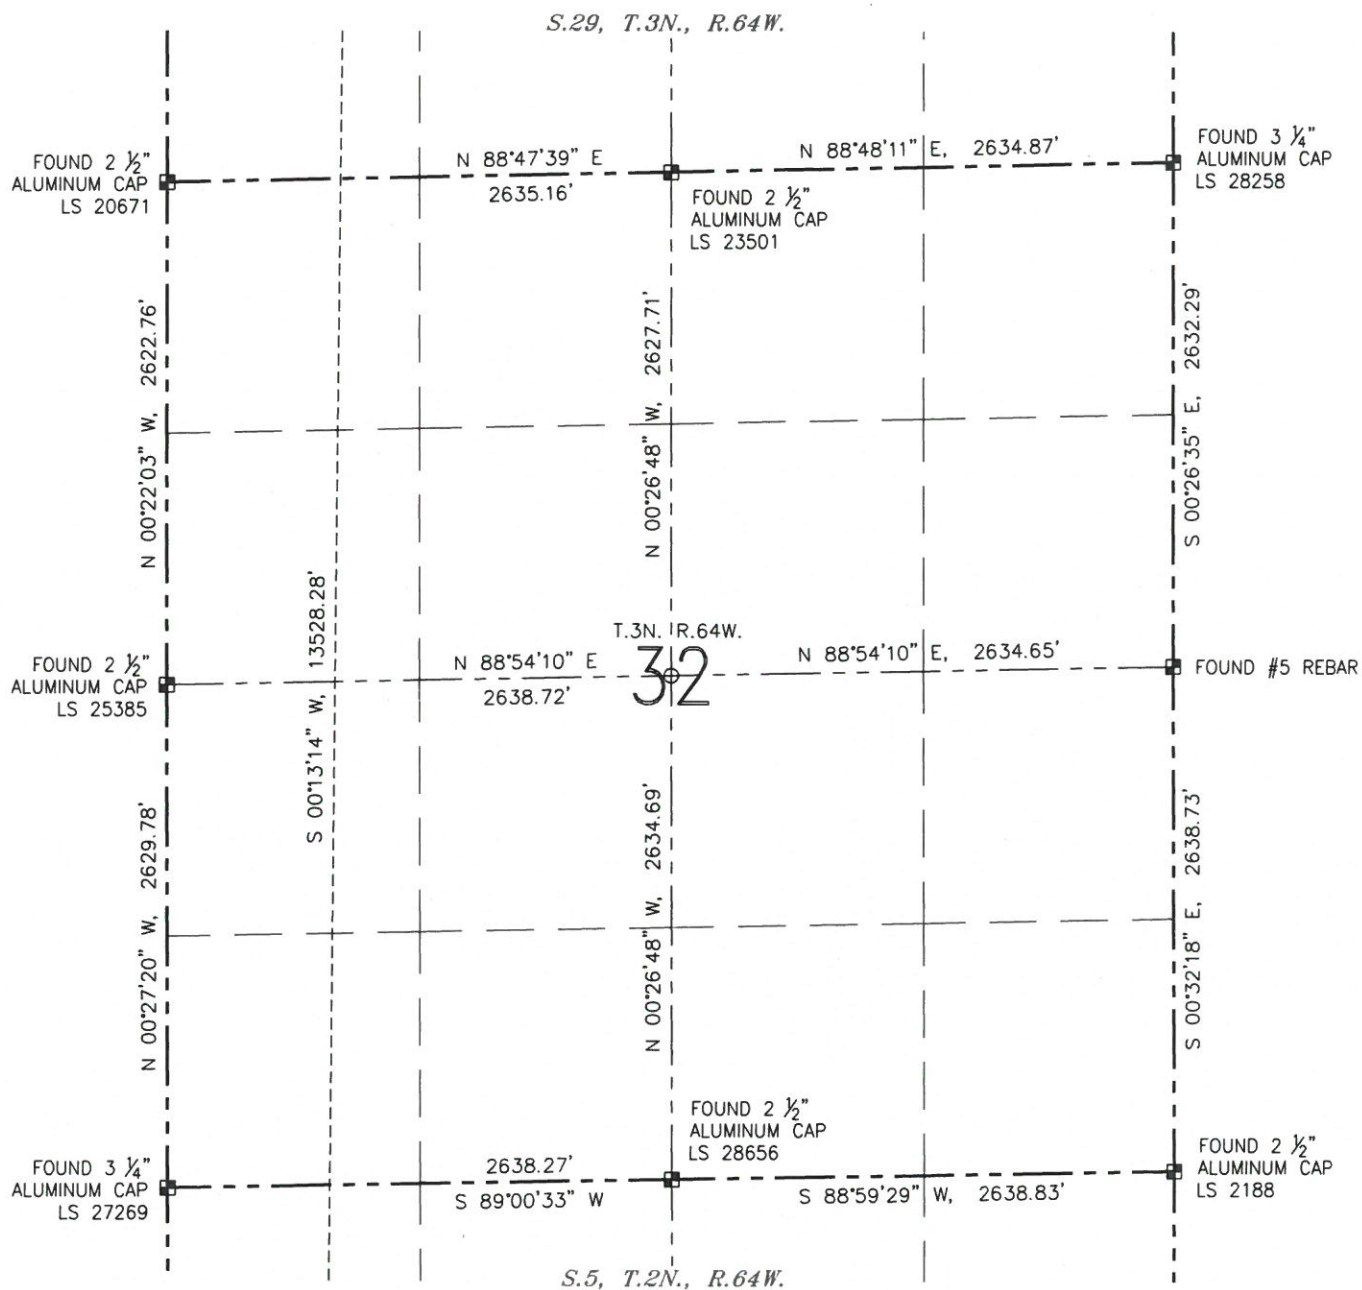 S.29, T.3N., R.64W.
FOUND 2 ½"
ALUMINUM CAP
LS 20671
N 88°47'39" E
2635.16'
FOUND 2 ½"
ALUMINUM CAP
LS 23501
N 88°48'11" E, 2634.87'
FOUND 3 ¼"
ALUMINUM CAP
LS 28258
N 00°22'03" W, 2622.76'
N 00°26'48" W, 2627.71'
S 00°26'35" E, 2632.29'
S 00°13'14" W, 13528.28'
FOUND 2 ½"
ALUMINUM CAP
LS 25385
N 88°54'10" E
2638.72'
T.3N. R.64W.
32
N 88°54'10" E, 2634.65'
FOUND #5 REBAR
N 00°27'20" W, 2629.78'
N 00°26'48" W, 2634.69'
S 00°32'18" E, 2638.73'
FOUND 3 ¼"
ALUMINUM CAP
LS 27269
2638.27'
S 89°00'33" W
FOUND 2 ½"
ALUMINUM CAP
LS 28656
S 88°59'29" W, 2638.83'
FOUND 2 ½"
ALUMINUM CAP
LS 2188
S.5, T.2N., R.64W.